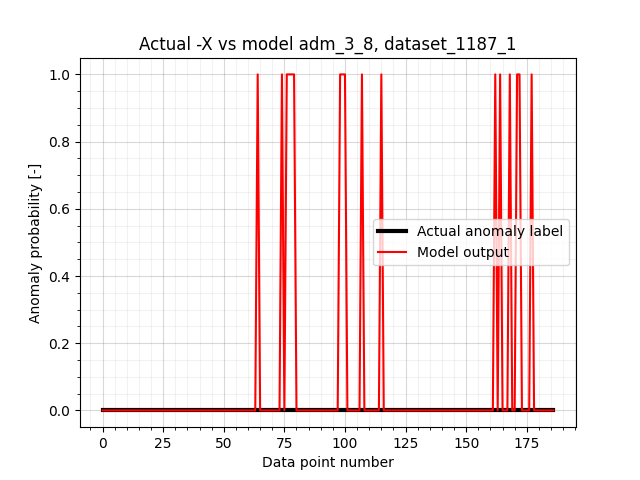 Actual -X vs model adm_3_8, dataset_1187_1
Anomaly probability [-]
1.0
0.8
0.6
0.4
0.2
0.0
Actual anomaly label
Model output
0 25 50 75 100 125 150 175
Data point number